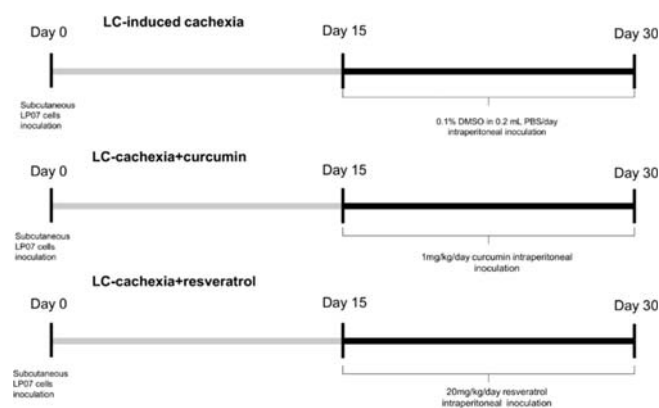 LC-induced cachexia
Day 0
Day 15
Day 30
Subcutaneous
LP07 cells
inoculation
0.1% DMSO in 0.2 mL PBS/day
intraperitoneal inoculation
LC-cachexia+curcumin
Day 0
Day 15
Day 30
Subcutaneous
LP07 cells
inoculation
1mg/kg/day curcumin intraperitoneal
inoculation
LC-cachexia+resveratrol
Day 0
Day 15
Day 30
Subcutaneous
LP07 cells
inoculation
20mg/kg/day resveratrol
intraperitoneal inoculation